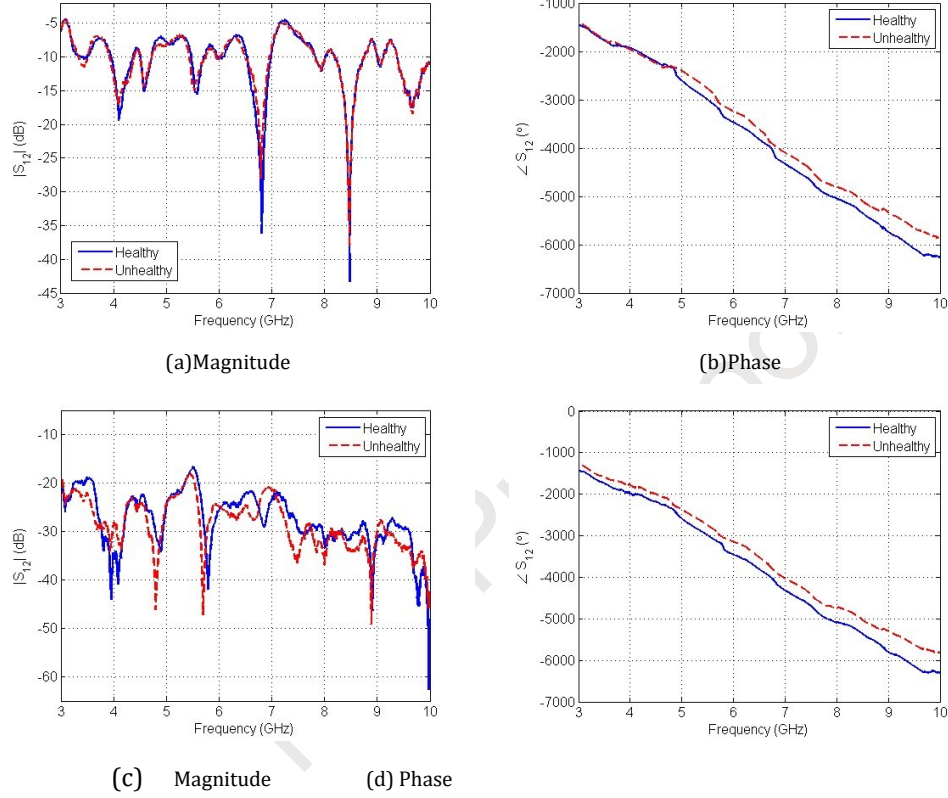 -5
-10
-15
-20
-25
-30
-35
-40
-45
|S12| (dB)
Healthy
Unhealthy
3 4 5 6 7 8 9 10
Frequency (GHz)
(a)Magnitude
-1000
-2000
-3000
-4000
-5000
-6000
-7000
∠ S12 (°)
Healthy
Unhealthy
3 4 5 6 7 8 9 10
Frequency (GHz)
(b)Phase
-10
-20
-30
-40
-50
-60
|S12| (dB)
Healthy
Unhealthy
3 4 5 6 7 8 9 10
Frequency (GHz)
(c) Magnitude
0
-1000
-2000
-3000
-4000
-5000
-6000
-7000
∠ S12 (°)
Healthy
Unhealthy
3 4 5 6 7 8 9 10
Frequency (GHz)
(d) Phase